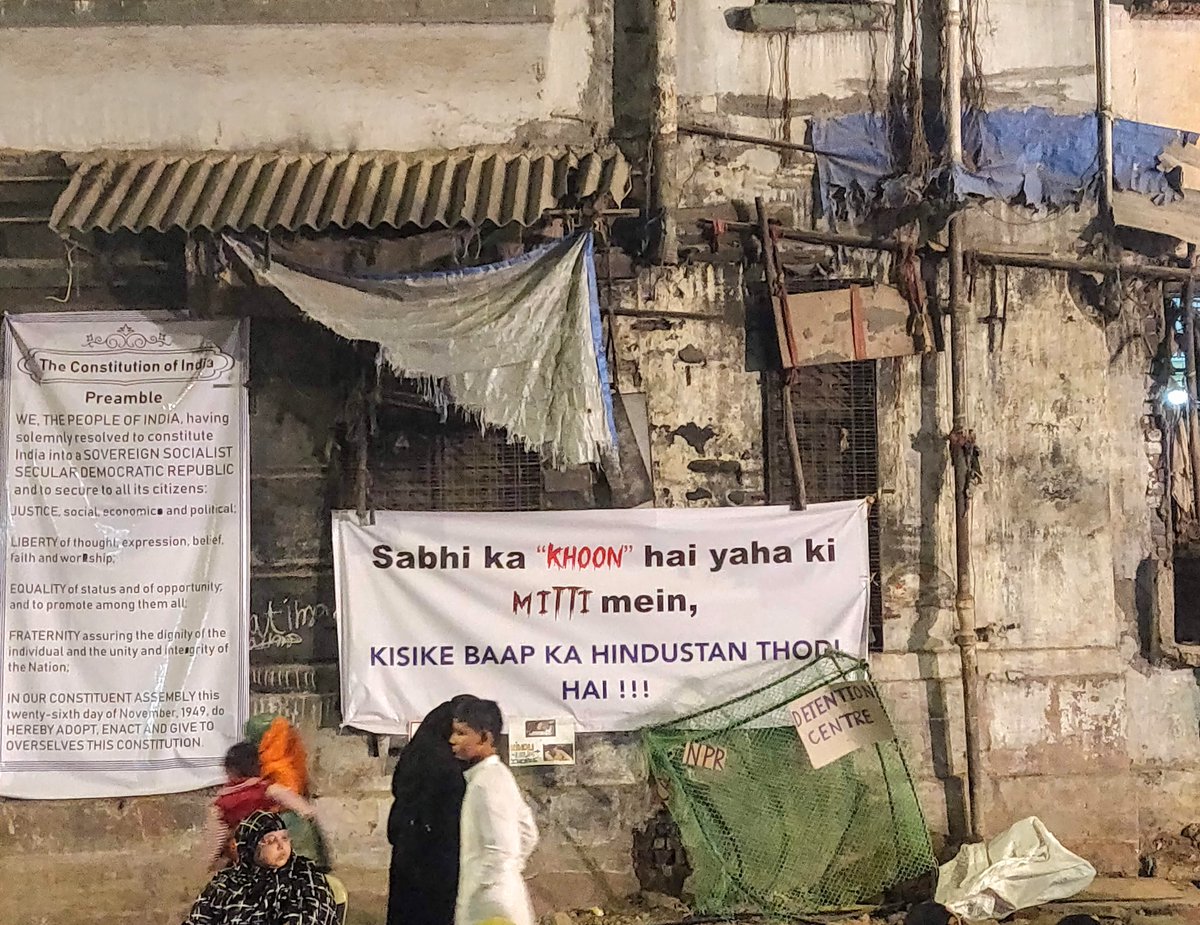 The Constitution of India
Preamble
WE, THE PEOPLE OF INDIA, having
solemnly resolved to constitute
India into a SOVEREIGN SOCIALIST
SECULAR DEMOCRATIC REPUBLIC
and to secure to all its citizens:
JUSTICE, social, economics and political;
LIBERTY of thought, expression, belief,
faith and worship;
EQUALITY of status and of opportunity;
and to promote among them all;
FRATERNITY assuring the dignity of the
individual and the unity and integrity of
the Nation;
IN OUR CONSTITUENT ASSEMBLY this
twenty-sixth day of November, 1949, do
HEREBY ADOPT, ENACT AND GIVE TO
OVERSELVES THIS CONSTITUTION.
Sabhi ka "KHOON" hai yaha ki
MITTI mein,
KISIKE BAAP KA HINDUSTAN THODI
HAI !!!
NPR
DETENTION
CENTRE